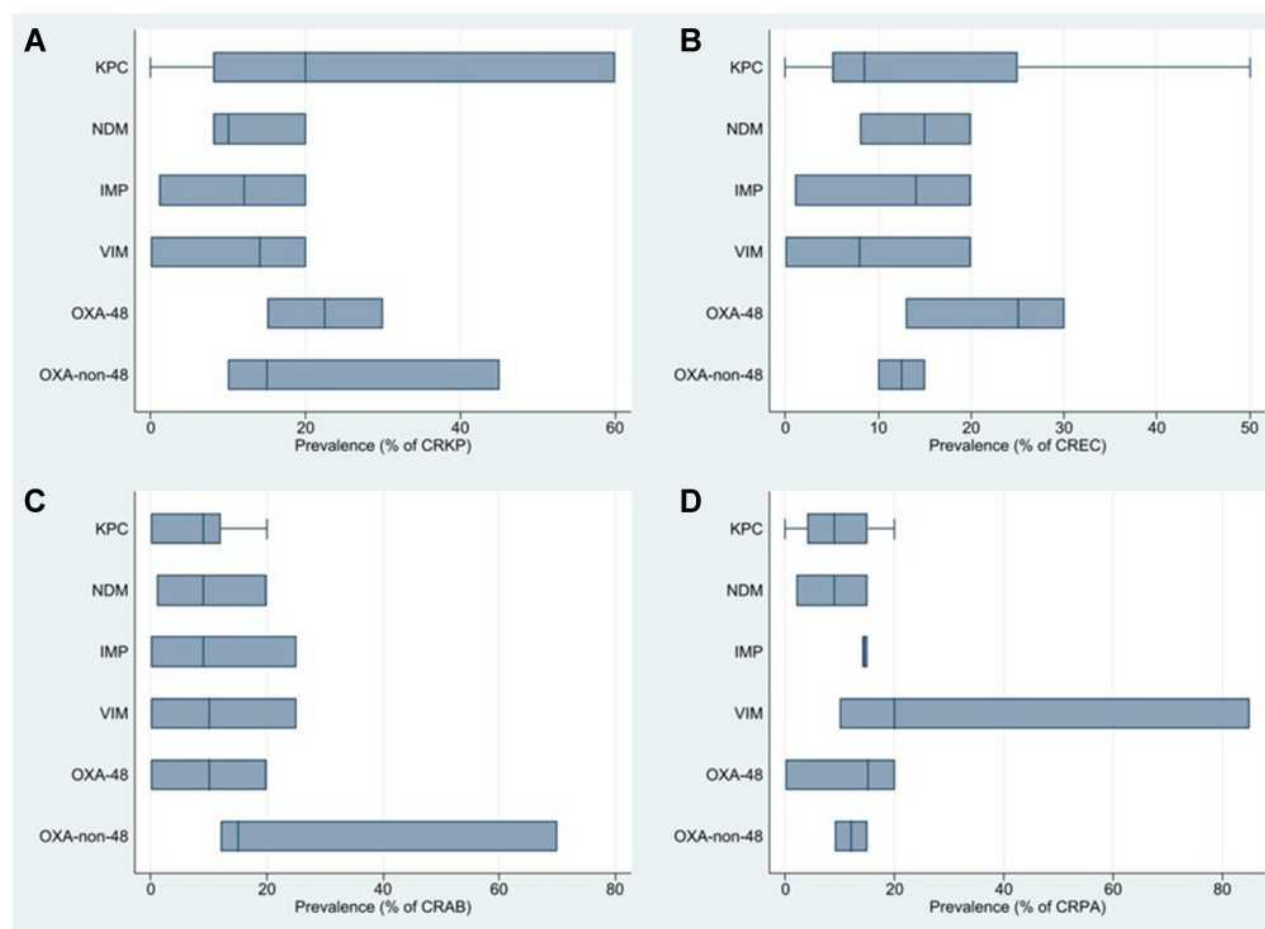 A
KPC
NDM
IMP
VIM
OXA-48
OXA-non-48
0 20 40 60
Prevalence (% of CRKP)
B
KPC
NDM
IMP
VIM
OXA-48
OXA-non-48
0 10 20 30 40 50
Prevalence (% of CREC)
C
KPC
NDM
IMP
VIM
OXA-48
OXA-non-48
0 20 40 60 80
Prevalence (% of CRAB)
D
KPC
NDM
IMP
VIM
OXA-48
OXA-non-48
0 20 40 60 80
Prevalence (% of CRPA)